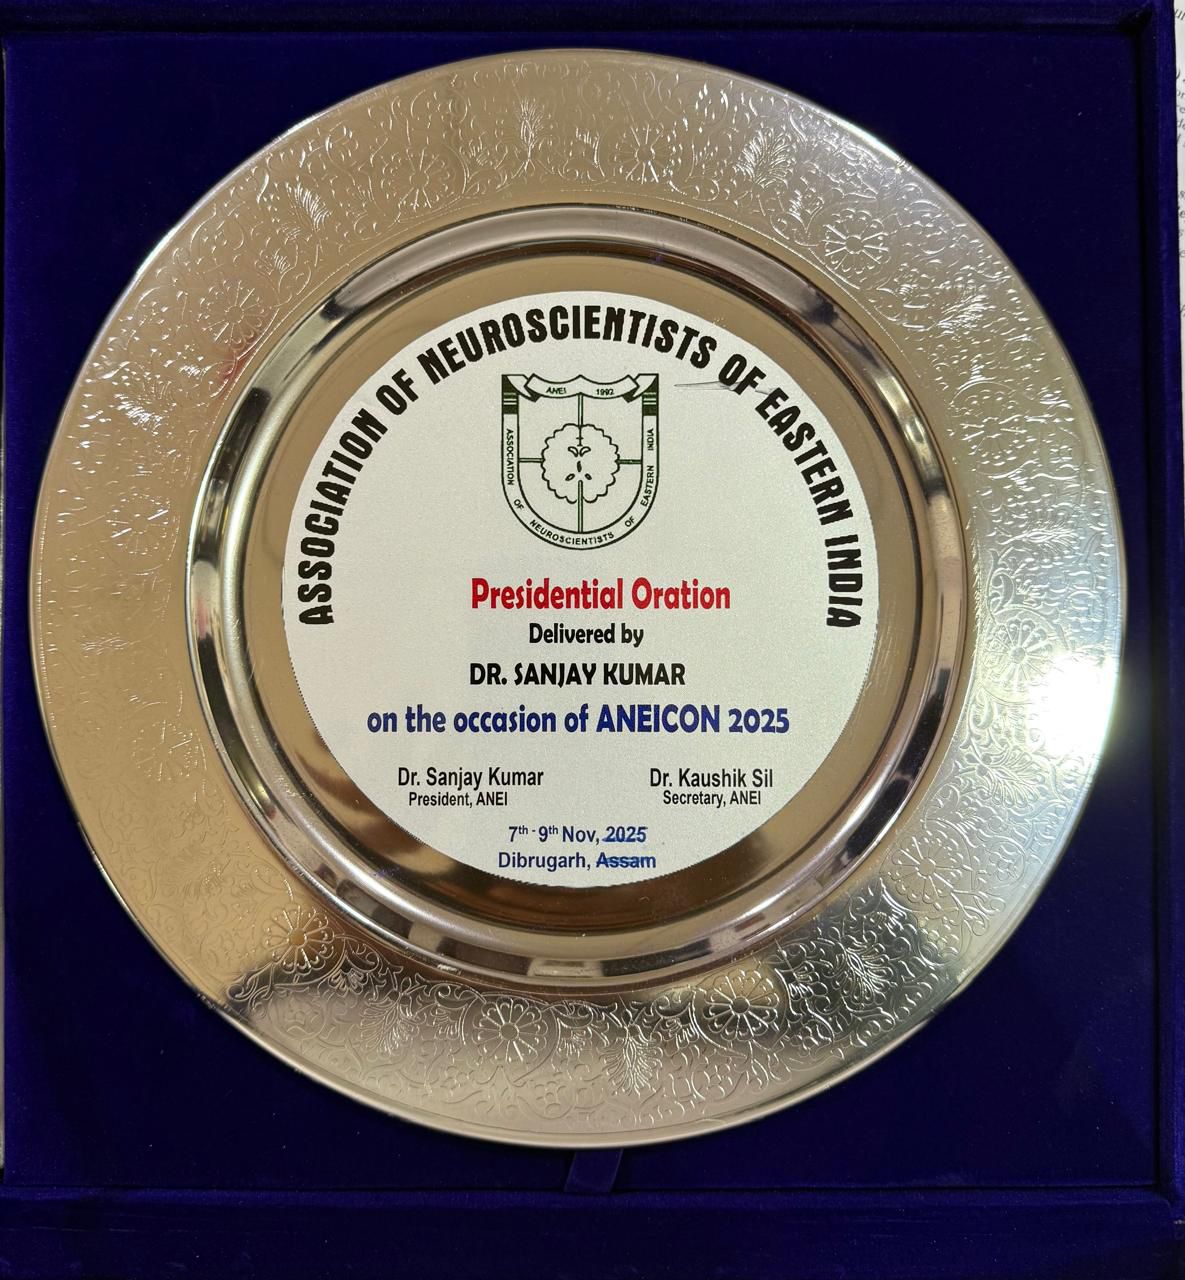 ASSOCIATION OF NEUROSCIENTISTS OF EASTERN INDIA
ANEI 1992
ASSOCIATION OF NEUROSCIENTISTS OF EASTERN INDIA
Presidential Oration
Delivered by
DR. SANJAY KUMAR
on the occasion of ANEICON 2025
Dr. Sanjay Kumar Dr. Kaushik Sil
President, ANEI Secretary, ANEI
7th - 9th Nov, 2025
Dibrugarh, Assam